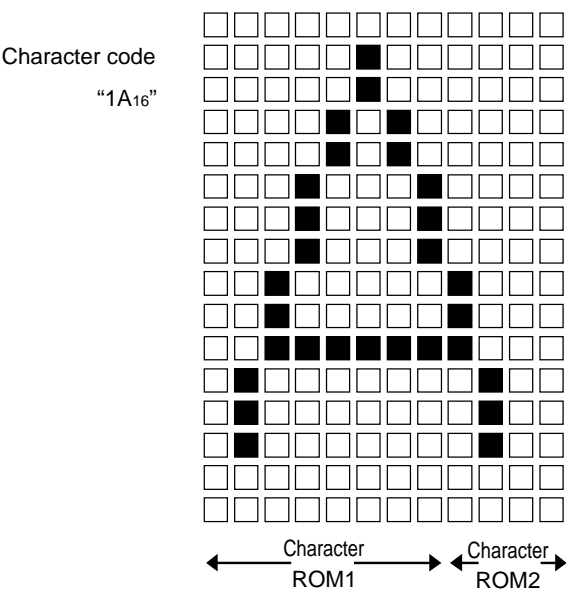 Character code
“1A16”
Character
ROM1
Character
ROM2